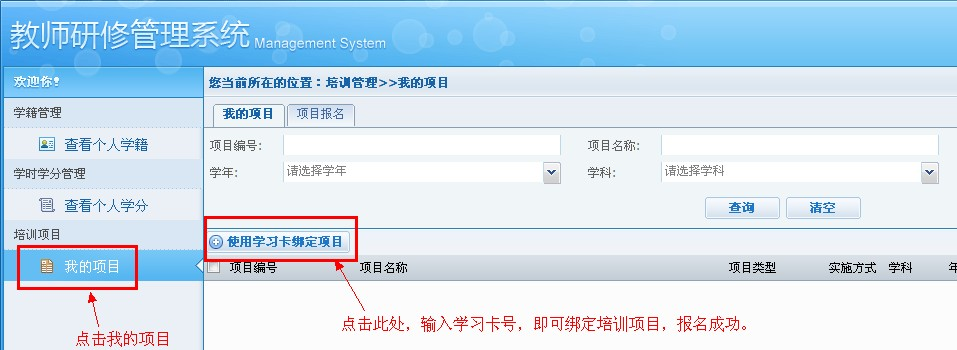 教师研修管理系统 Management System
欢迎你!
您当前所在的位置：培训管理>>我的项目
学籍管理
查看个人学籍
学时学分管理
查看个人学分
培训项目
我的项目
点击我的项目
我的项目 项目报名
项目编号: 项目名称:
学年: 请选择学年 学科: 请选择学科
查询 清空
使用学习卡绑定项目
项目编号 项目名称 项目类型 实施方式 学科 年
点击此处，输入学习卡号，即可绑定培训项目，报名成功。